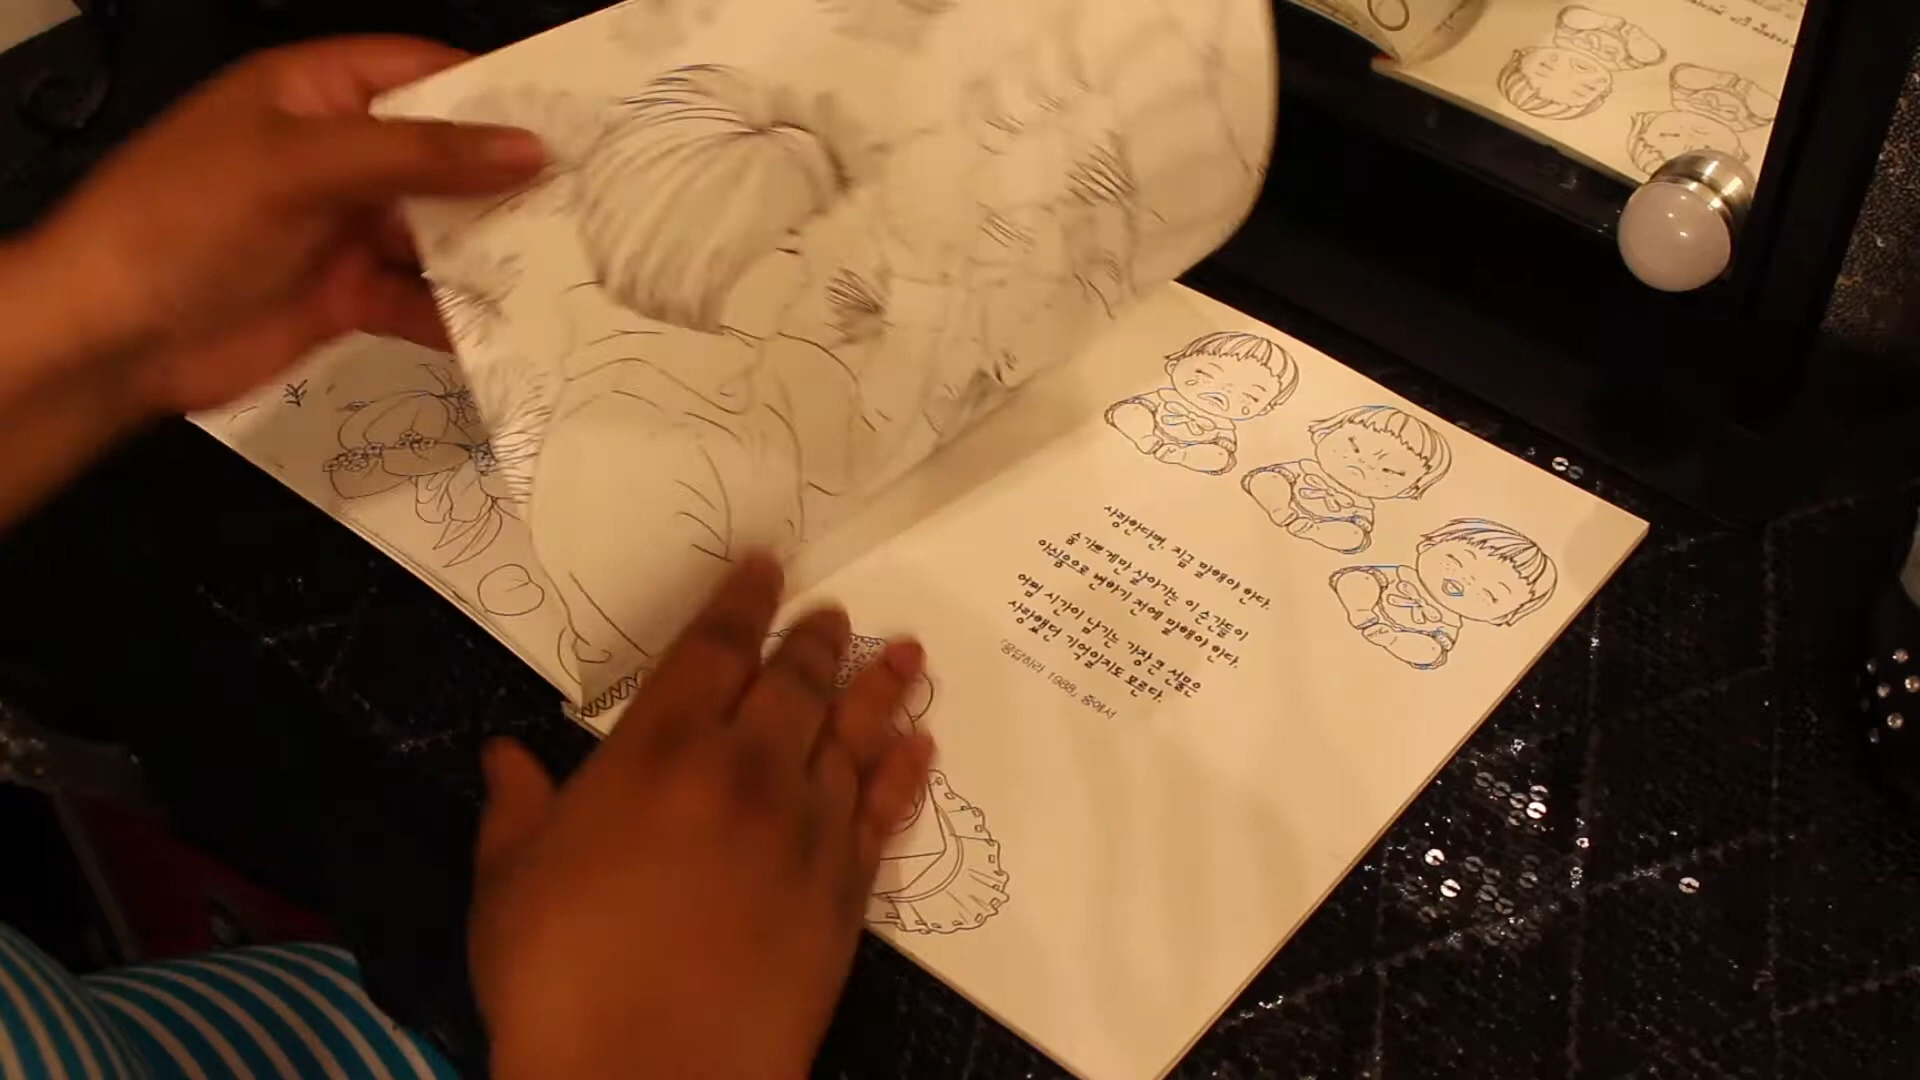 사랑한다면, 지금 말해야 한다.
숨 가쁘게만 살아가는 이 순간들이
아쉬움으로 변하기 전에 말해야 한다.
어쩜 시간이 남기는 가장 큰 선물은
사랑했던 기억일지도 모른다.
『응답하라 1988』 중에서